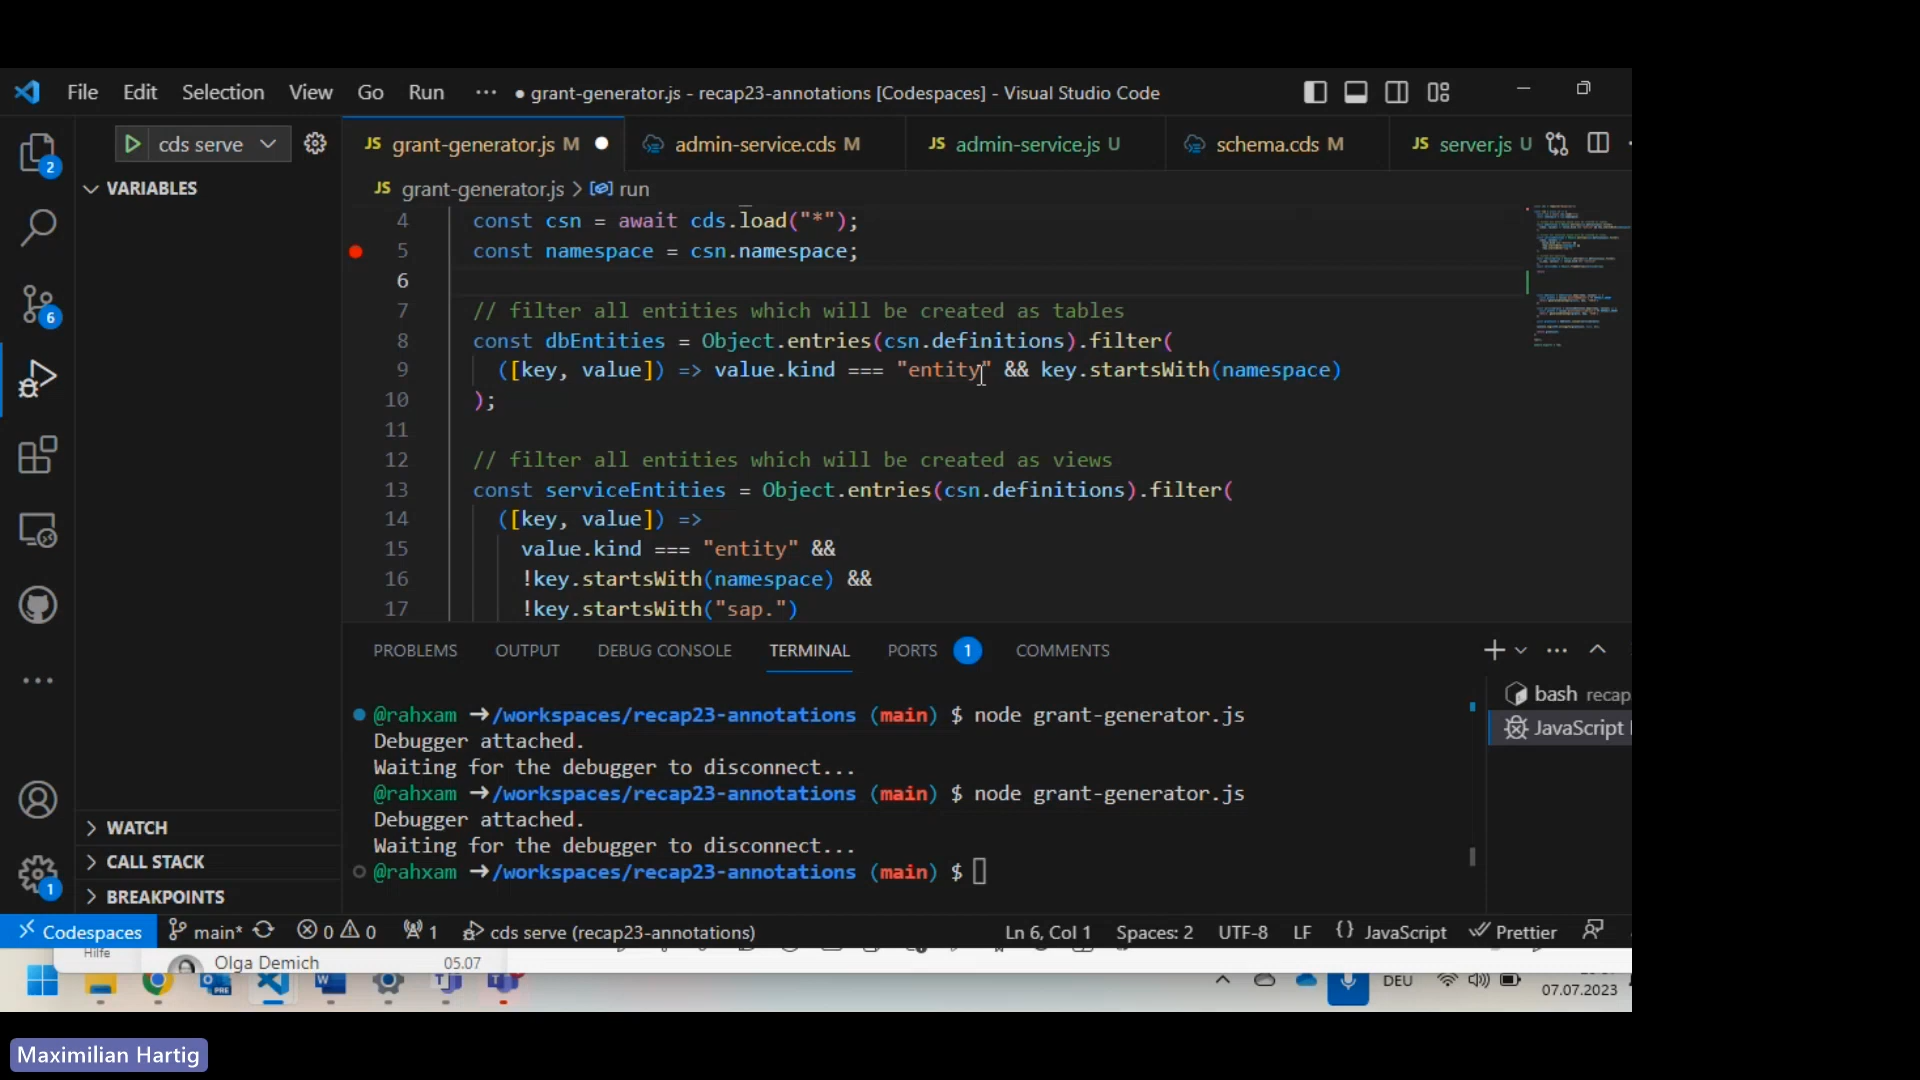 File Edit Selection View Go Run ··· ● grant-generator.js - recap23-annotations [Codespaces] - Visual Studio Code
cds serve
JS grant-generator.js M
admin-service.cds M
JS admin-service.js U
schema.cds M
JS server.js U
2
VARIABLES
JS grant-generator.js > run
4 const csn = await cds.load("*");
5 const namespace = csn.namespace;
6
7 // filter all entities which will be created as tables
8 const dbEntities = Object.entries(csn.definitions).filter(
9 ([key, value]) => value.kind === "entity" && key.startsWith(namespace)
10 );
11
12 // filter all entities which will be created as views
13 const serviceEntities = Object.entries(csn.definitions).filter(
14 ([key, value]) =>
15 value.kind === "entity" &&
16 !key.startsWith(namespace) &&
17 !key.startsWith("sap.")
6
PROBLEMS OUTPUT DEBUG CONSOLE TERMINAL PORTS 1 COMMENTS
bash recap
JavaScript
@rahxam ➜/workspaces/recap23-annotations (main) $ node grant-generator.js
Debugger attached.
Waiting for the debugger to disconnect...
@rahxam ➜/workspaces/recap23-annotations (main) $ node grant-generator.js
Debugger attached.
Waiting for the debugger to disconnect...
@rahxam ➜/workspaces/recap23-annotations (main) $
WATCH
CALL STACK
BREAKPOINTS
1
Codespaces main* 0 0 1 cds serve (recap23-annotations) Ln 6, Col 1 Spaces: 2 UTF-8 LF {} JavaScript Prettier
Hilfe
Olga Demich 05.07
DEU
07.07.2023
Maximilian Hartig